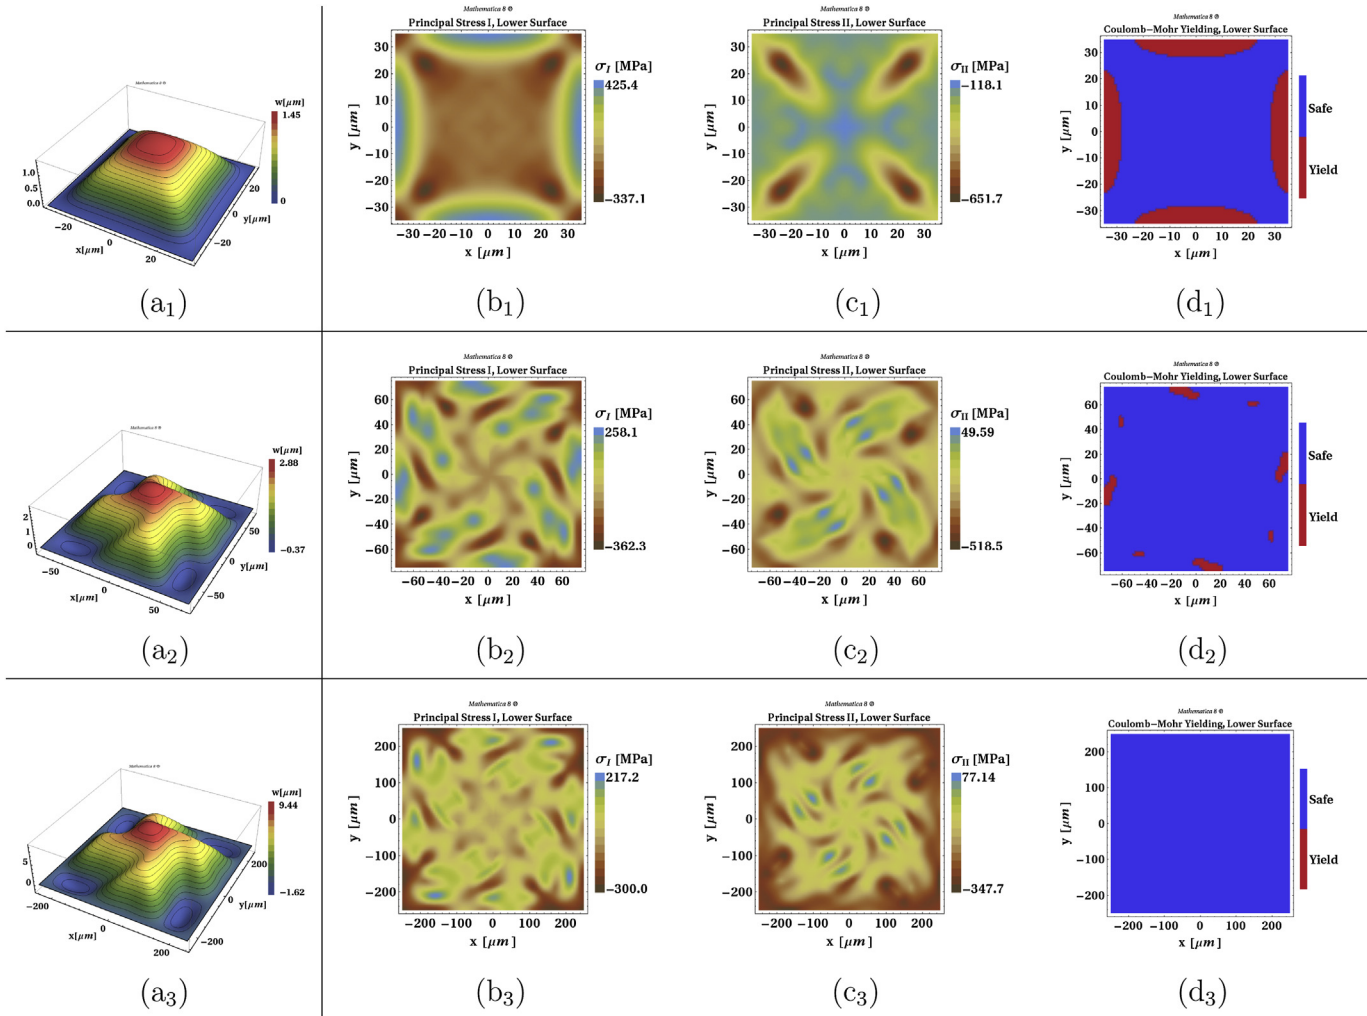 Mathematica 8 ®
w[μm]
1.45
0
1.0
0.5
0.0
−20
0
20
x[μm]
20
0
−20
y[μm]
(a1)
Mathematica 8 ®
Principal Stress I, Lower Surface
30
20
10
0
−10
−20
−30
y [μm]
−30 −20 −10 0 10 20 30
x [μm]
σI [MPa]
425.4
−337.1
(b1)
Mathematica 8 ®
Principal Stress II, Lower Surface
30
20
10
0
−10
−20
−30
y [μm]
−30 −20 −10 0 10 20 30
x [μm]
σII [MPa]
−118.1
−651.7
(c1)
Mathematica 8 ®
Coulomb−Mohr Yielding, Lower Surface
30
20
10
0
−10
−20
−30
y [μm]
−30 −20 −10 0 10 20 30
x [μm]
Safe
Yield
(d1)
Mathematica 8 ®
w[μm]
2.88
−0.37
2
1
0
−50
0
50
x[μm]
50
0
−50
y[μm]
(a2)
Mathematica 8 ®
Principal Stress I, Lower Surface
60
40
20
0
−20
−40
−60
y [μm]
−60 −40 −20 0 20 40 60
x [μm]
σI [MPa]
258.1
−362.3
(b2)
Mathematica 8 ®
Principal Stress II, Lower Surface
60
40
20
0
−20
−40
−60
y [μm]
−60 −40 −20 0 20 40 60
x [μm]
σII [MPa]
49.59
−518.5
(c2)
Mathematica 8 ®
Coulomb−Mohr Yielding, Lower Surface
60
40
20
0
−20
−40
−60
y [μm]
−60 −40 −20 0 20 40 60
x [μm]
Safe
Yield
(d2)
Mathematica 8 ®
w[μm]
9.44
−1.62
5
0
−200
0
200
x[μm]
200
0
−200
y[μm]
(a3)
Mathematica 8 ®
Principal Stress I, Lower Surface
200
100
0
−100
−200
y [μm]
−200 −100 0 100 200
x [μm]
σI [MPa]
217.2
−300.0
(b3)
Mathematica 8 ®
Principal Stress II, Lower Surface
200
100
0
−100
−200
y [μm]
−200 −100 0 100 200
x [μm]
σII [MPa]
77.14
−347.7
(c3)
Mathematica 8 ®
Coulomb−Mohr Yielding, Lower Surface
200
100
0
−100
−200
y [μm]
−200 −100 0 100 200
x [μm]
Safe
Yield
(d3)